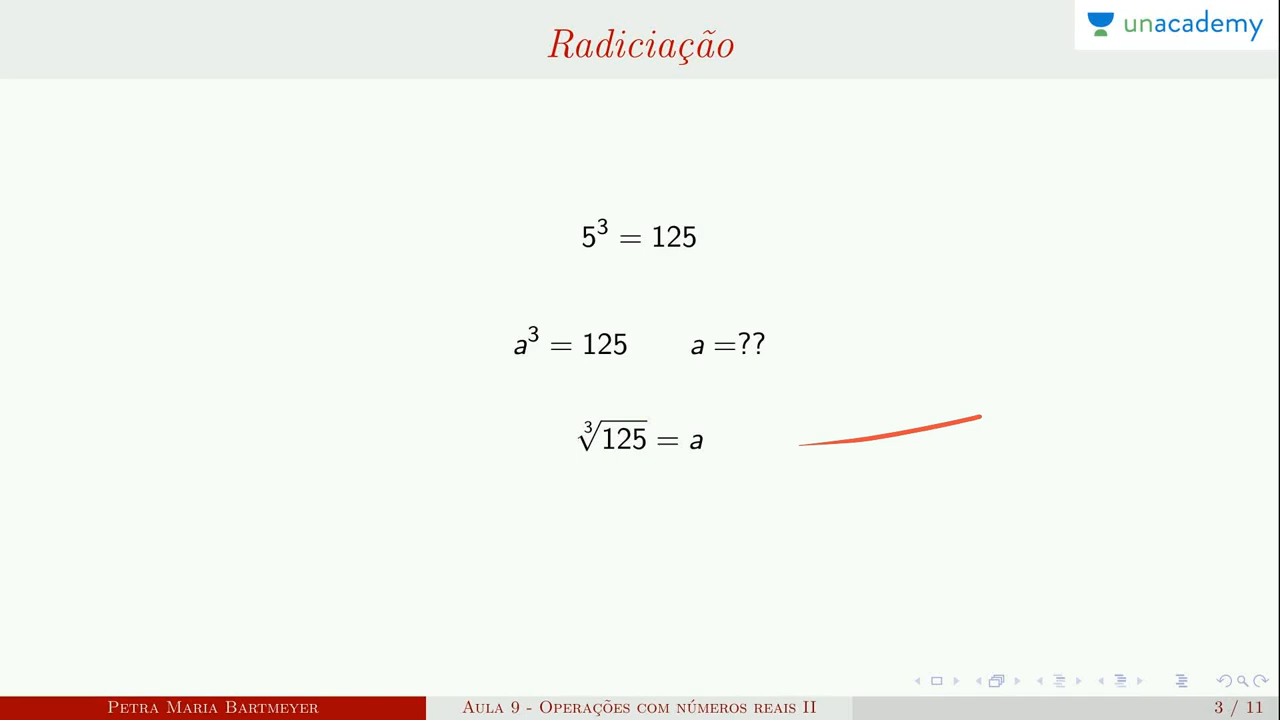 Radiciação
unacademy
5³ = 125
a³ = 125 a =??
∛125 = a
Petra Maria Bartmeyer
Aula 9 - Operações com números reais II
3 / 11